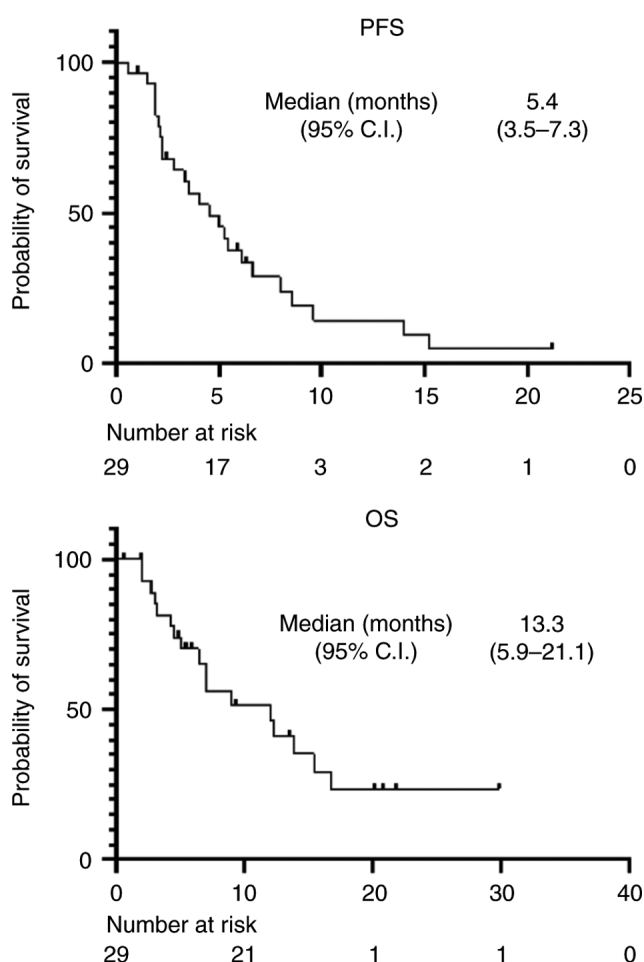 PFS
Probability of survival
100
50
0
Median (months) 5.4
(95% C.I.) (3.5–7.3)
0 5 10 15 20 25
Number at risk
29 17 3 2 1 0
OS
Probability of survival
100
50
0
Median (months) 13.3
(95% C.I.) (5.9–21.1)
0 10 20 30 40
Number at risk
29 21 1 1 0